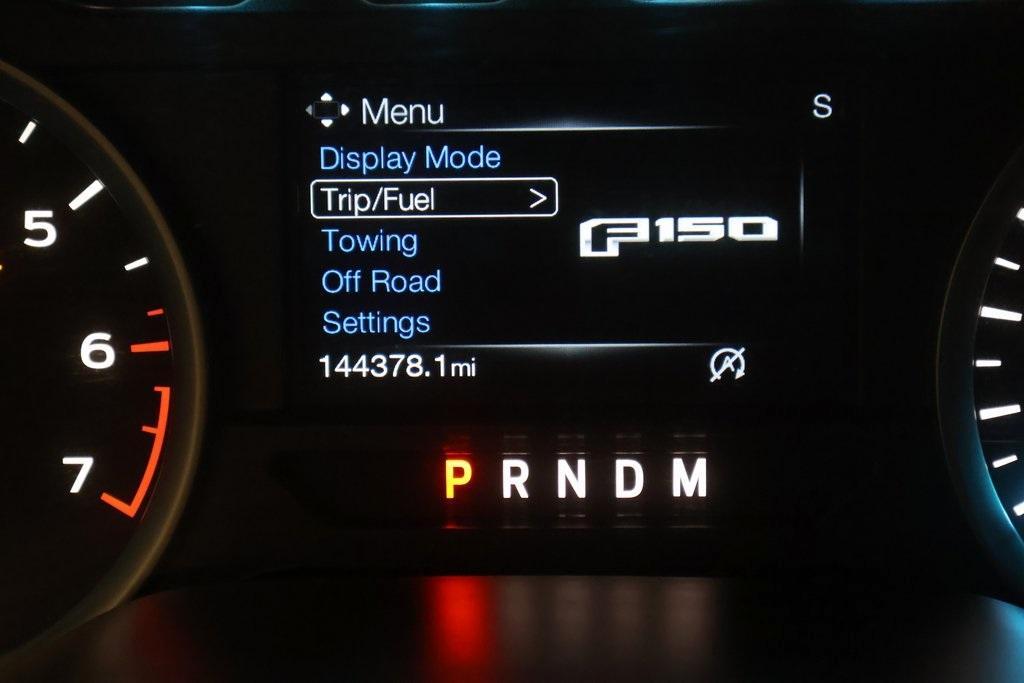 Menu
S
Display Mode
Trip/Fuel >
Towing
Off Road
Settings
F150
144378.1mi
A
5
6
7
P R N D M